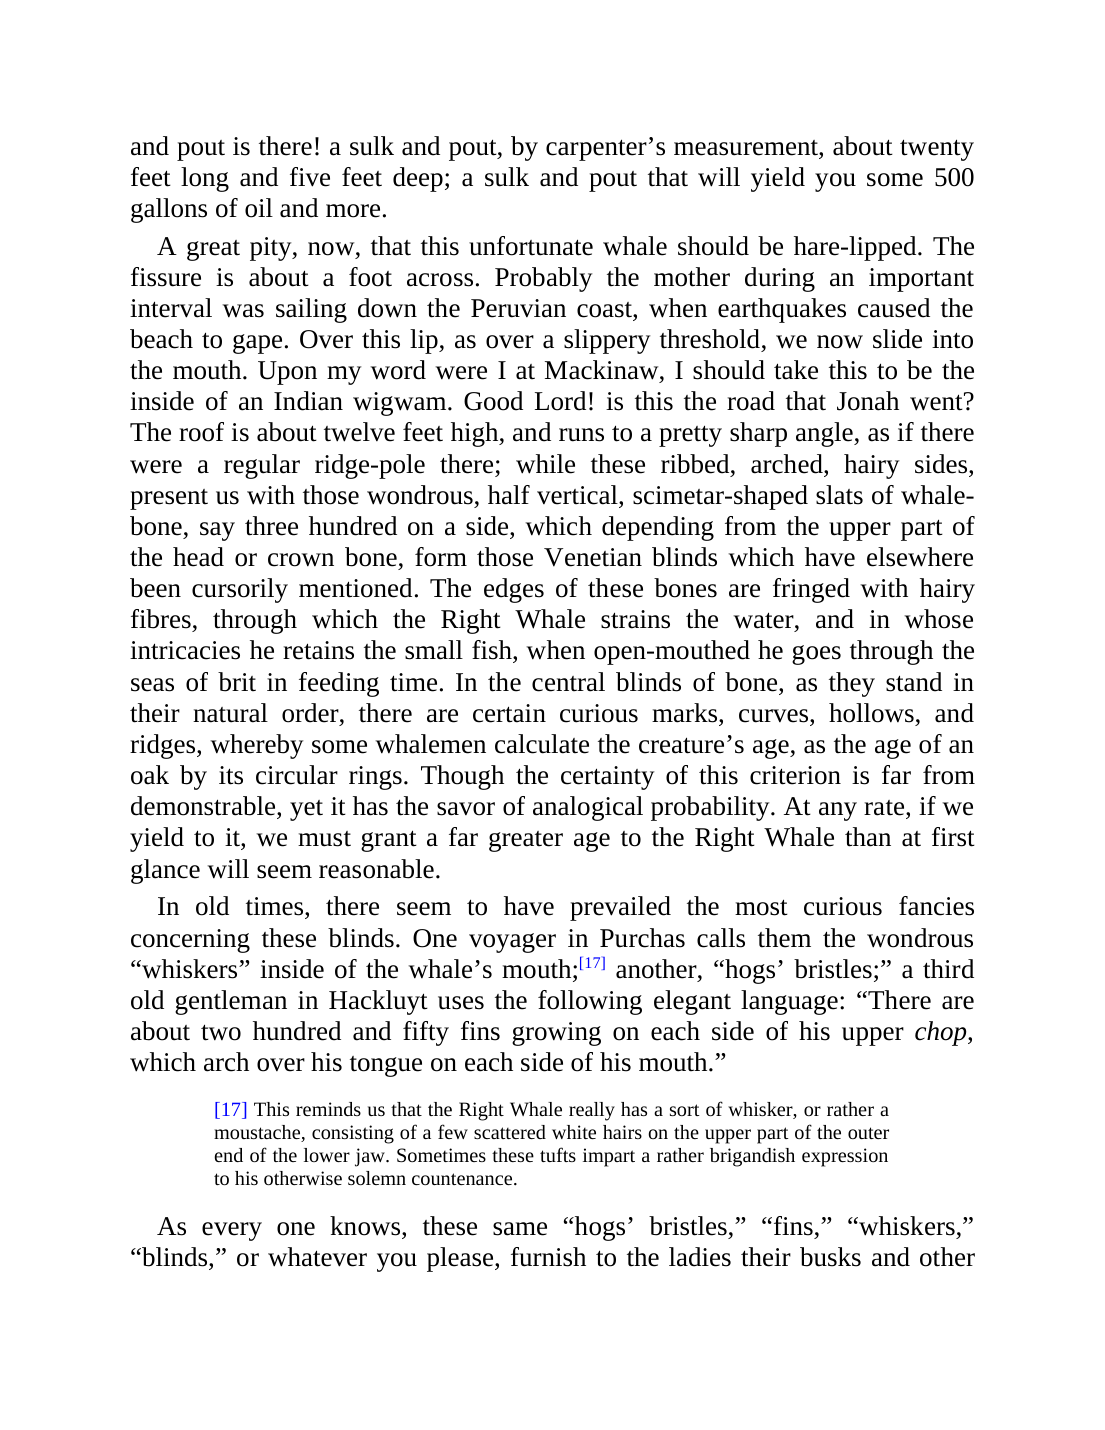 and pout is there! a sulk and pout, by carpenter’s measurement, about twenty
feet long and five feet deep; a sulk and pout that will yield you some 500
gallons of oil and more.
A great pity, now, that this unfortunate whale should be hare-lipped. The
fissure is about a foot across. Probably the mother during an important
interval was sailing down the Peruvian coast, when earthquakes caused the
beach to gape. Over this lip, as over a slippery threshold, we now slide into
the mouth. Upon my word were I at Mackinaw, I should take this to be the
inside of an Indian wigwam. Good Lord! is this the road that Jonah went?
The roof is about twelve feet high, and runs to a pretty sharp angle, as if there
were a regular ridge-pole there; while these ribbed, arched, hairy sides,
present us with those wondrous, half vertical, scimetar-shaped slats of whale-
bone, say three hundred on a side, which depending from the upper part of
the head or crown bone, form those Venetian blinds which have elsewhere
been cursorily mentioned. The edges of these bones are fringed with hairy
fibres, through which the Right Whale strains the water, and in whose
intricacies he retains the small fish, when open-mouthed he goes through the
seas of brit in feeding time. In the central blinds of bone, as they stand in
their natural order, there are certain curious marks, curves, hollows, and
ridges, whereby some whalemen calculate the creature’s age, as the age of an
oak by its circular rings. Though the certainty of this criterion is far from
demonstrable, yet it has the savor of analogical probability. At any rate, if we
yield to it, we must grant a far greater age to the Right Whale than at first
glance will seem reasonable.
In old times, there seem to have prevailed the most curious fancies
concerning these blinds. One voyager in Purchas calls them the wondrous
“whiskers” inside of the whale’s mouth;[17] another, “hogs’ bristles;” a third
old gentleman in Hackluyt uses the following elegant language: “There are
about two hundred and fifty fins growing on each side of his upper chop,
which arch over his tongue on each side of his mouth.”
[17] This reminds us that the Right Whale really has a sort of whisker, or rather a
moustache, consisting of a few scattered white hairs on the upper part of the outer
end of the lower jaw. Sometimes these tufts impart a rather brigandish expression
to his otherwise solemn countenance.
As every one knows, these same “hogs’ bristles,” “fins,” “whiskers,”
“blinds,” or whatever you please, furnish to the ladies their busks and other